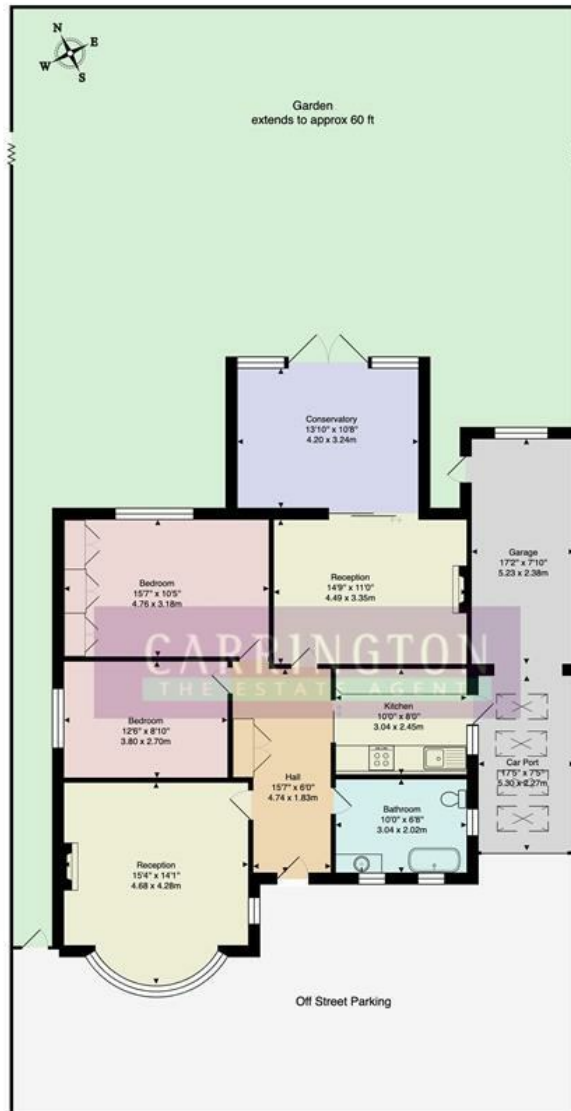 N
E
W
S
Garden
extends to approx 60 ft
Conservatory
13'10" x 10'8"
4.20 x 3.24m
Garage
17'2" x 7'10"
5.23 x 2.38m
Bedroom
15'7" x 10'5"
4.76 x 3.18m
Reception
14'9" x 11'0"
4.49 x 3.35m
CARRINGTON
THE ESTATE AGENT
Kitchen
10'0" x 8'0"
3.04 x 2.45m
Bedroom
12'6" x 8'10"
3.80 x 2.70m
Car Port
17'5" x 7'5"
5.30 x 2.27m
Hall
15'7" x 6'0"
4.74 x 1.83m
Bathroom
10'0" x 6'8"
3.04 x 2.02m
Reception
15'4" x 14'1"
4.68 x 4.28m
Off Street Parking